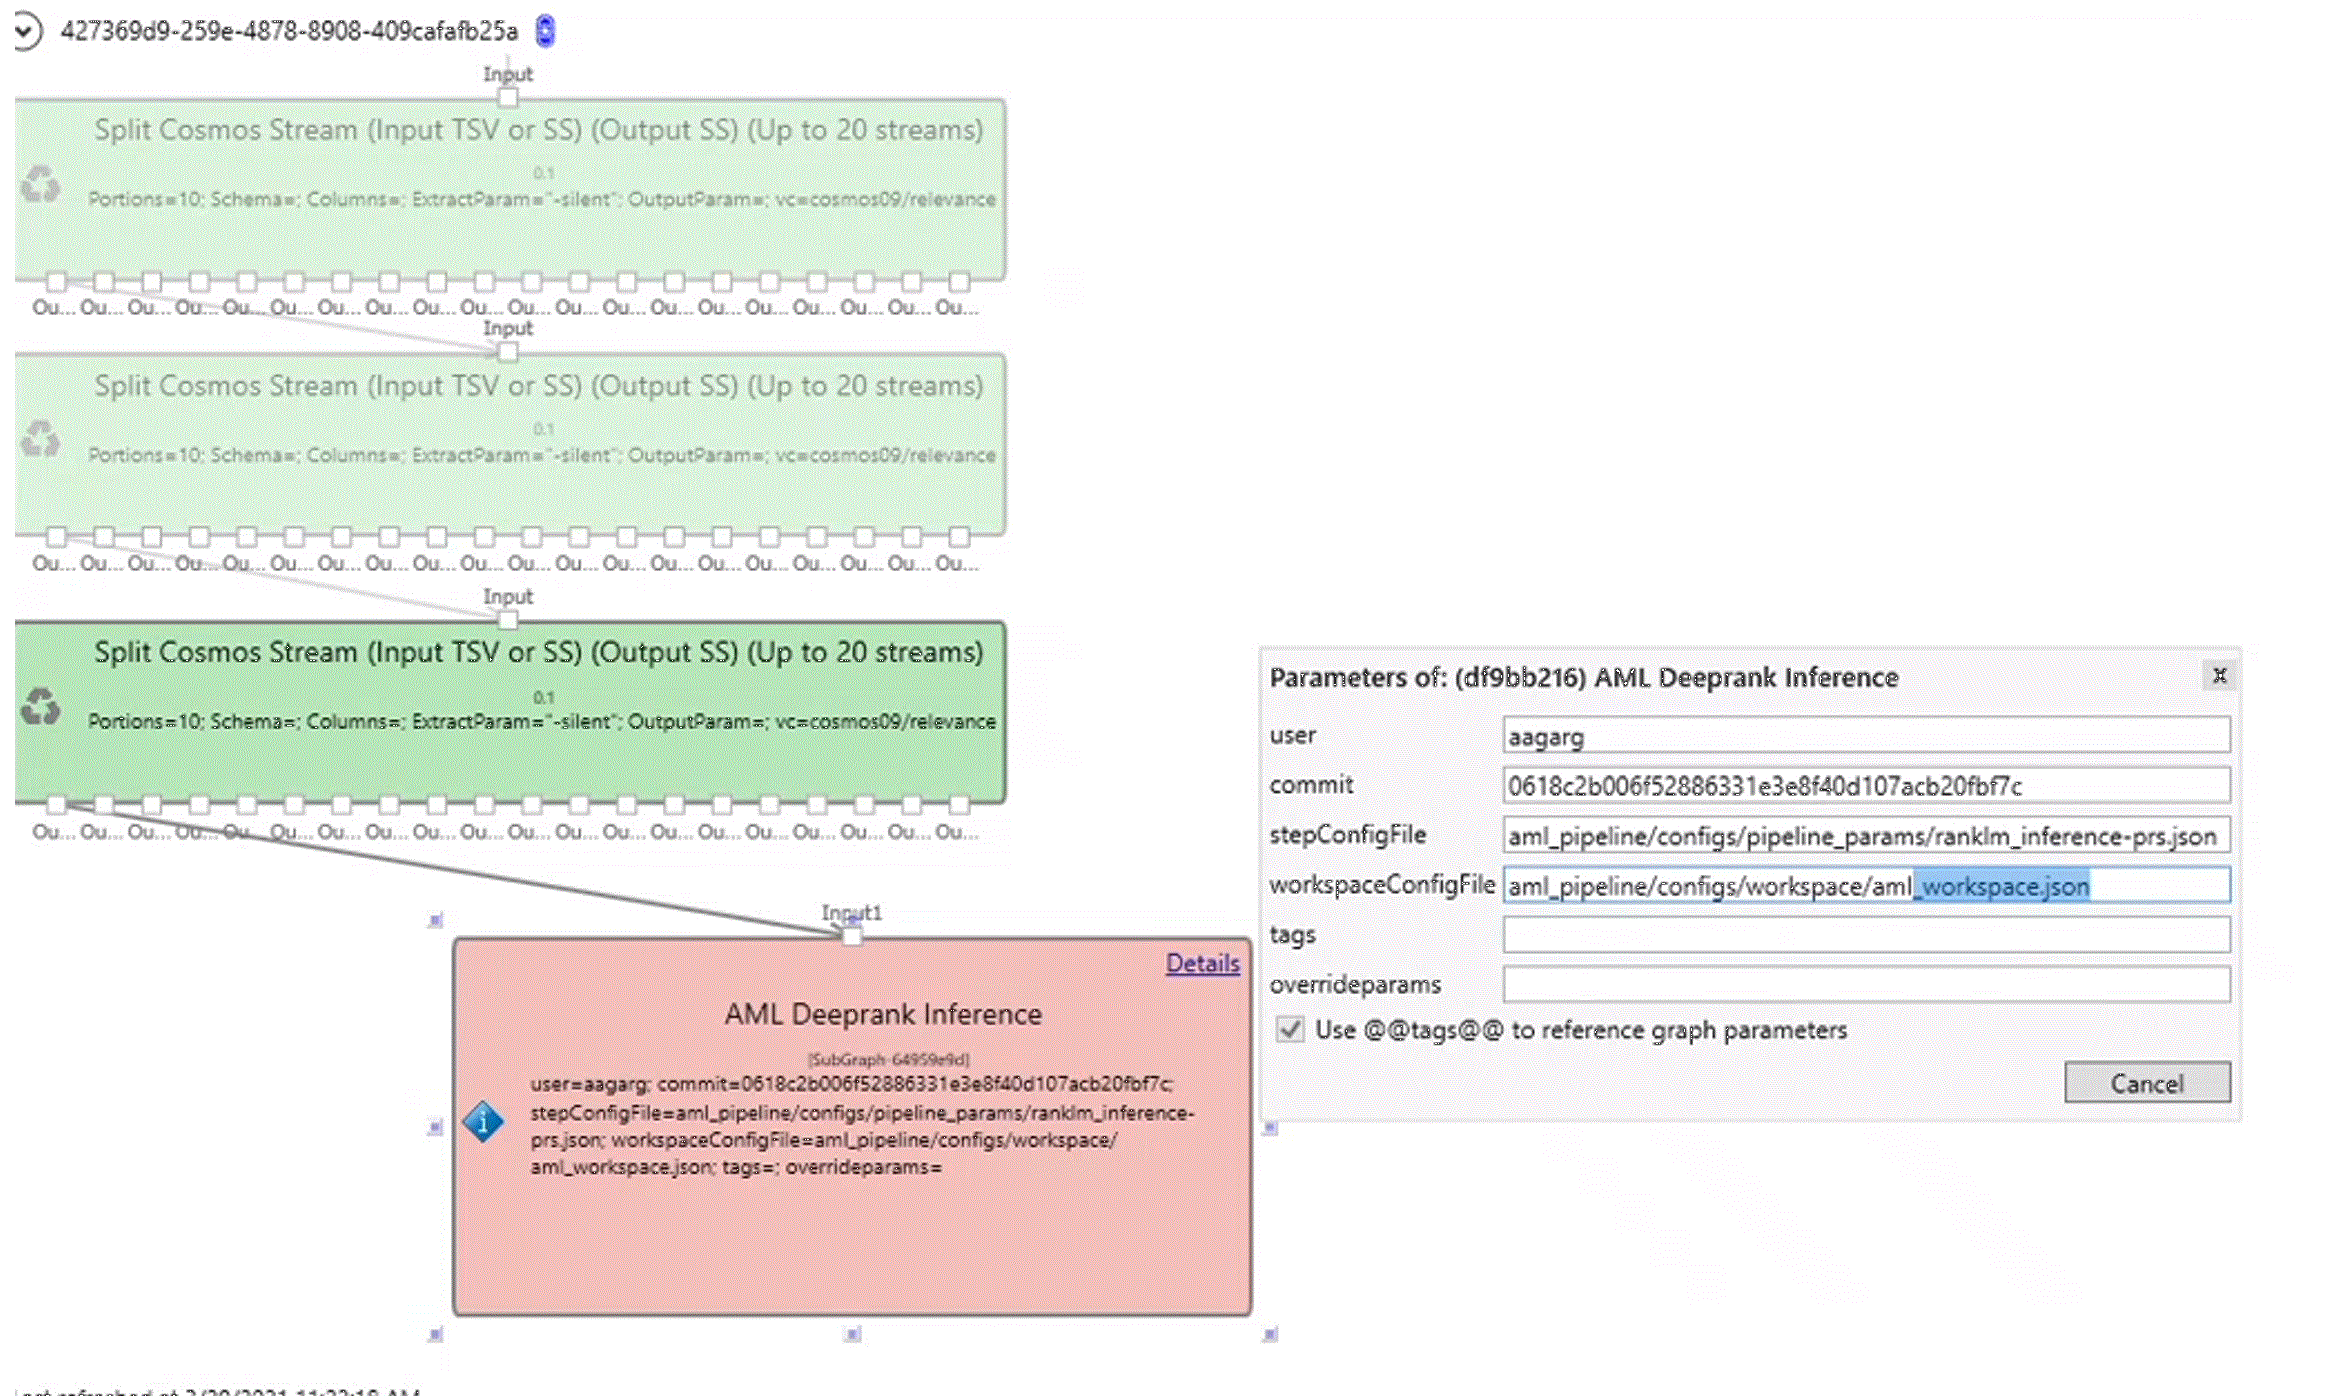 427369d9-259e-4878-8908-409cafafb25a
Input
Split Cosmos Stream (Input TSV or SS) (Output SS) (Up to 20 streams)
0.1
Portions=10; Schema=; Columns=; ExtractParam="-silent"; OutputParam=; vc=cosmos09/relevance
Ou... Ou... Ou... Ou... Ou... Ou... Ou... Ou... Ou... Ou... Ou... Ou... Ou... Ou... Ou... Ou... Ou... Ou... Ou... Ou...
Input
Split Cosmos Stream (Input TSV or SS) (Output SS) (Up to 20 streams)
0.1
Portions=10; Schema=; Columns=; ExtractParam="-silent"; OutputParam=; vc=cosmos09/relevance
Ou... Ou... Ou... Ou... Ou... Ou... Ou... Ou... Ou... Ou... Ou... Ou... Ou... Ou... Ou... Ou... Ou... Ou... Ou... Ou...
Input
Split Cosmos Stream (Input TSV or SS) (Output SS) (Up to 20 streams)
0.1
Portions=10; Schema=; Columns=; ExtractParam="-silent"; OutputParam=; vc=cosmos09/relevance
Ou... Ou... Ou... Ou... Ou... Ou... Ou... Ou... Ou... Ou... Ou... Ou... Ou... Ou... Ou... Ou... Ou... Ou... Ou... Ou...
Input1
Details
AML Deeprank Inference
[SubGraph-64959e9d]
user=aagarg; commit=0618c2b006f52886331e3e8f40d107acb20fbf7c;
stepConfigFile=aml_pipeline/configs/pipeline_params/ranklm_inference-
prs.json; workspaceConfigFile=aml_pipeline/configs/workspace/
aml_workspace.json; tags=; overrideparams=
Parameters of: (df9bb216) AML Deeprank Inference
user aagarg
commit 0618c2b006f52886331e3e8f40d107acb20fbf7c
stepConfigFile aml_pipeline/configs/pipeline_params/ranklm_inference-prs.json
workspaceConfigFile aml_pipeline/configs/workspace/aml_workspace.json
tags
overrideparams
Use @@tags@@ to reference graph parameters
Cancel
refreshed at 3/29/2021 11:23:18 AM